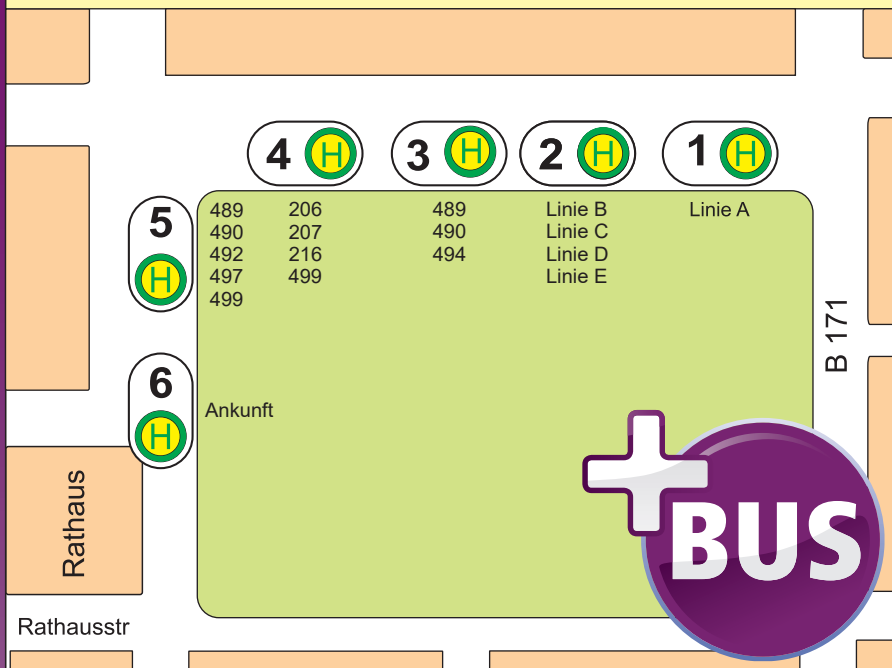 4 H
3 H
2 H
1 H
5
H
489
490
492
497
499
206
207
216
499
489
490
494
Linie B
Linie C
Linie D
Linie E
Linie A
B 171
6
H
Ankunft
Rathaus
BUS
Rathausstr